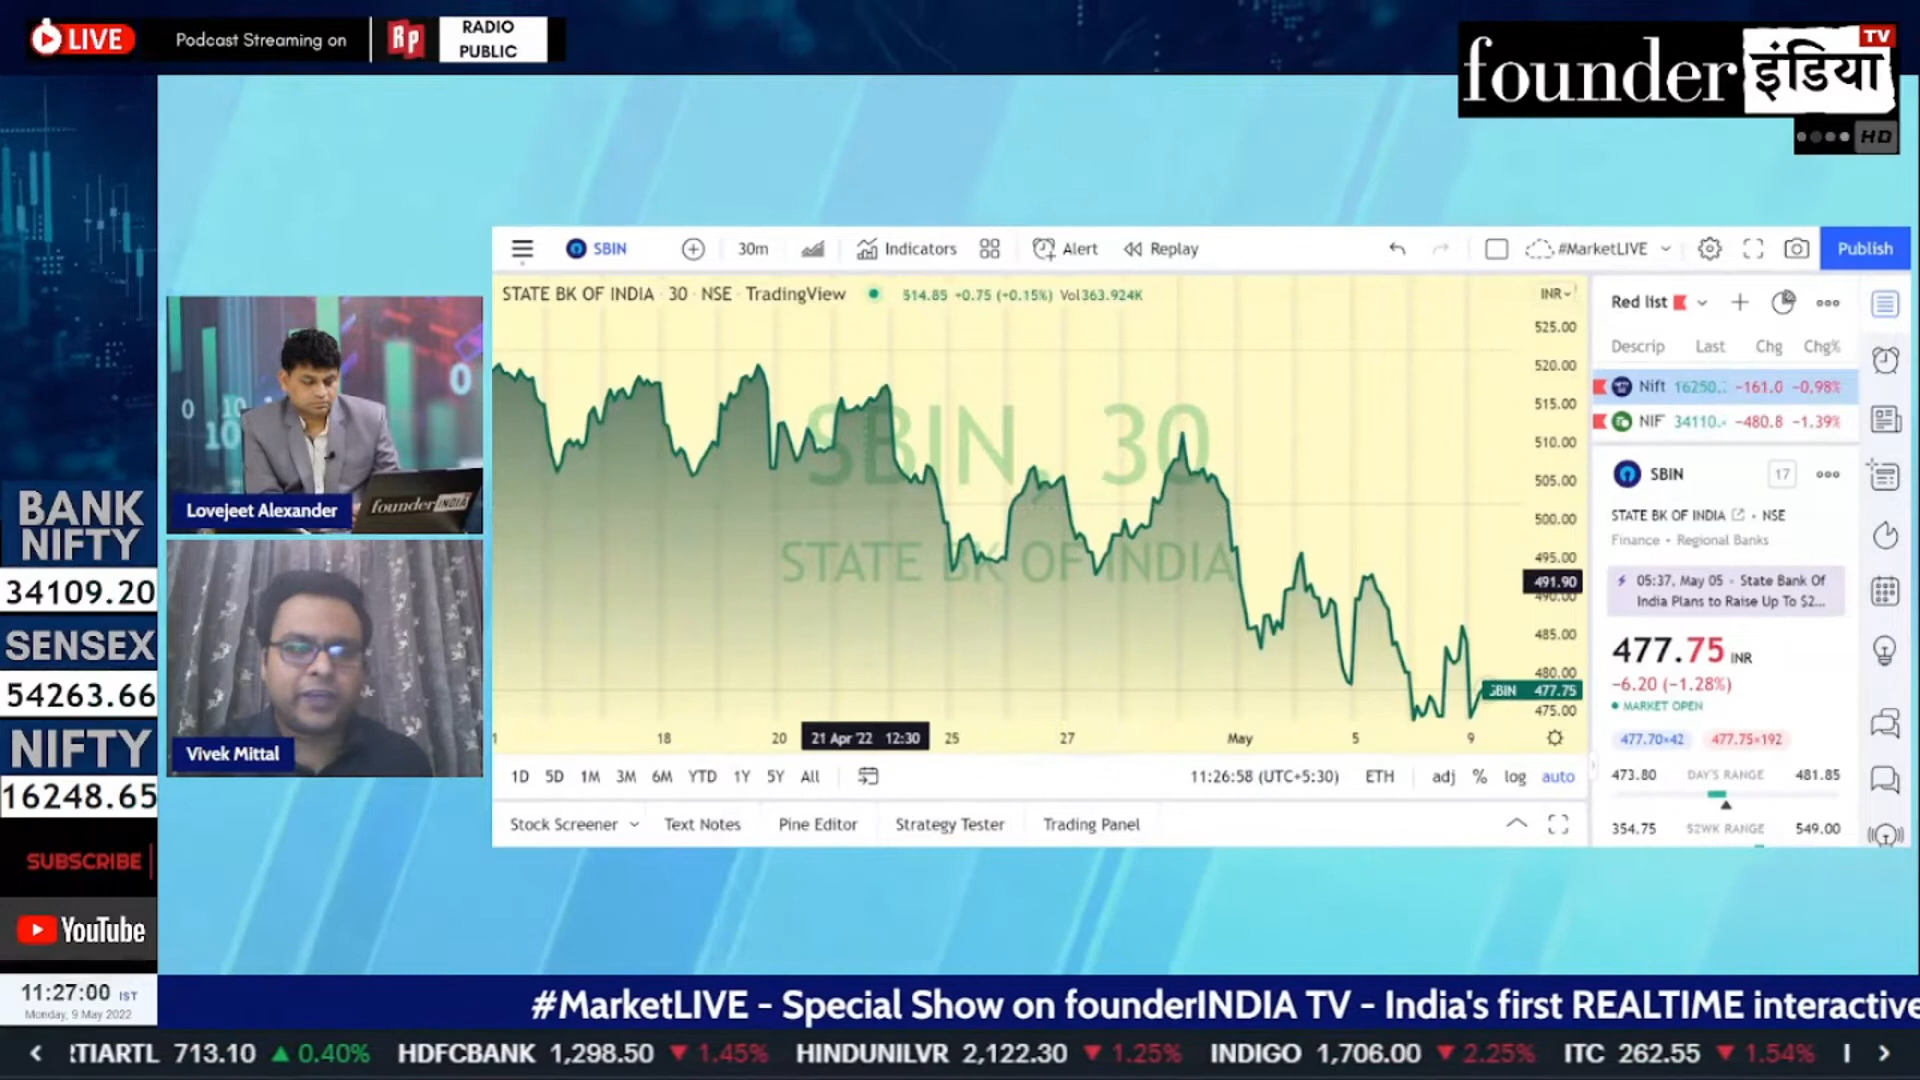 LIVE
Podcast Streaming on
Rp
RADIO
PUBLIC
founder इंडिया TV
HD
SBIN
30m
Indicators
Alert
Replay
#MarketLIVE
Publish
STATE BK OF INDIA · 30 · NSE · TradingView
514.85 +0.75 (+0.15%) Vol363.924K
INR
525.00
520.00
515.00
510.00
505.00
500.00
495.00
491.90
490.00
485.00
480.00
SBIN 477.75
475.00
SBIN, 30
STATE BK OF INDIA
18
20
21 Apr '22 12:30
25
27
May
5
9
1D 5D 1M 3M 6M YTD 1Y 5Y All
11:26:58 (UTC+5:30) ETH adj % log auto
Stock Screener Text Notes Pine Editor Strategy Tester Trading Panel
Red list
Descrip Last Chg Chg%
Nift 16250. -161.0 -0.98%
NIF 34110. -480.8 -1.39%
SBIN
17
STATE BK OF INDIA · NSE
Finance · Regional Banks
05:37, May 05 · State Bank Of
India Plans to Raise Up To $2...
477.75 INR
-6.20 (-1.28%)
MARKET OPEN
477.70×42 477.75×192
473.80 DAY'S RANGE 481.85
354.75 52WK RANGE 549.00
0 10
10
0
founder INDIA
Lovejeet Alexander
Vivek Mittal
BANK
NIFTY
34109.20
SENSEX
54263.66
NIFTY
16248.65
SUBSCRIBE
YouTube
11:27:00 IST
Monday, 9 May 2022
#MarketLIVE - Special Show on founderINDIA TV - India's first REALTIME interactive
RTIARTL 713.10 ▲ 0.40% HDFCBANK 1,298.50 ▼ 1.45% HINDUNILVR 2,122.30 ▼ 1.25% INDIGO 1,706.00 ▼ 2.25% ITC 262.55 ▼ 1.54%